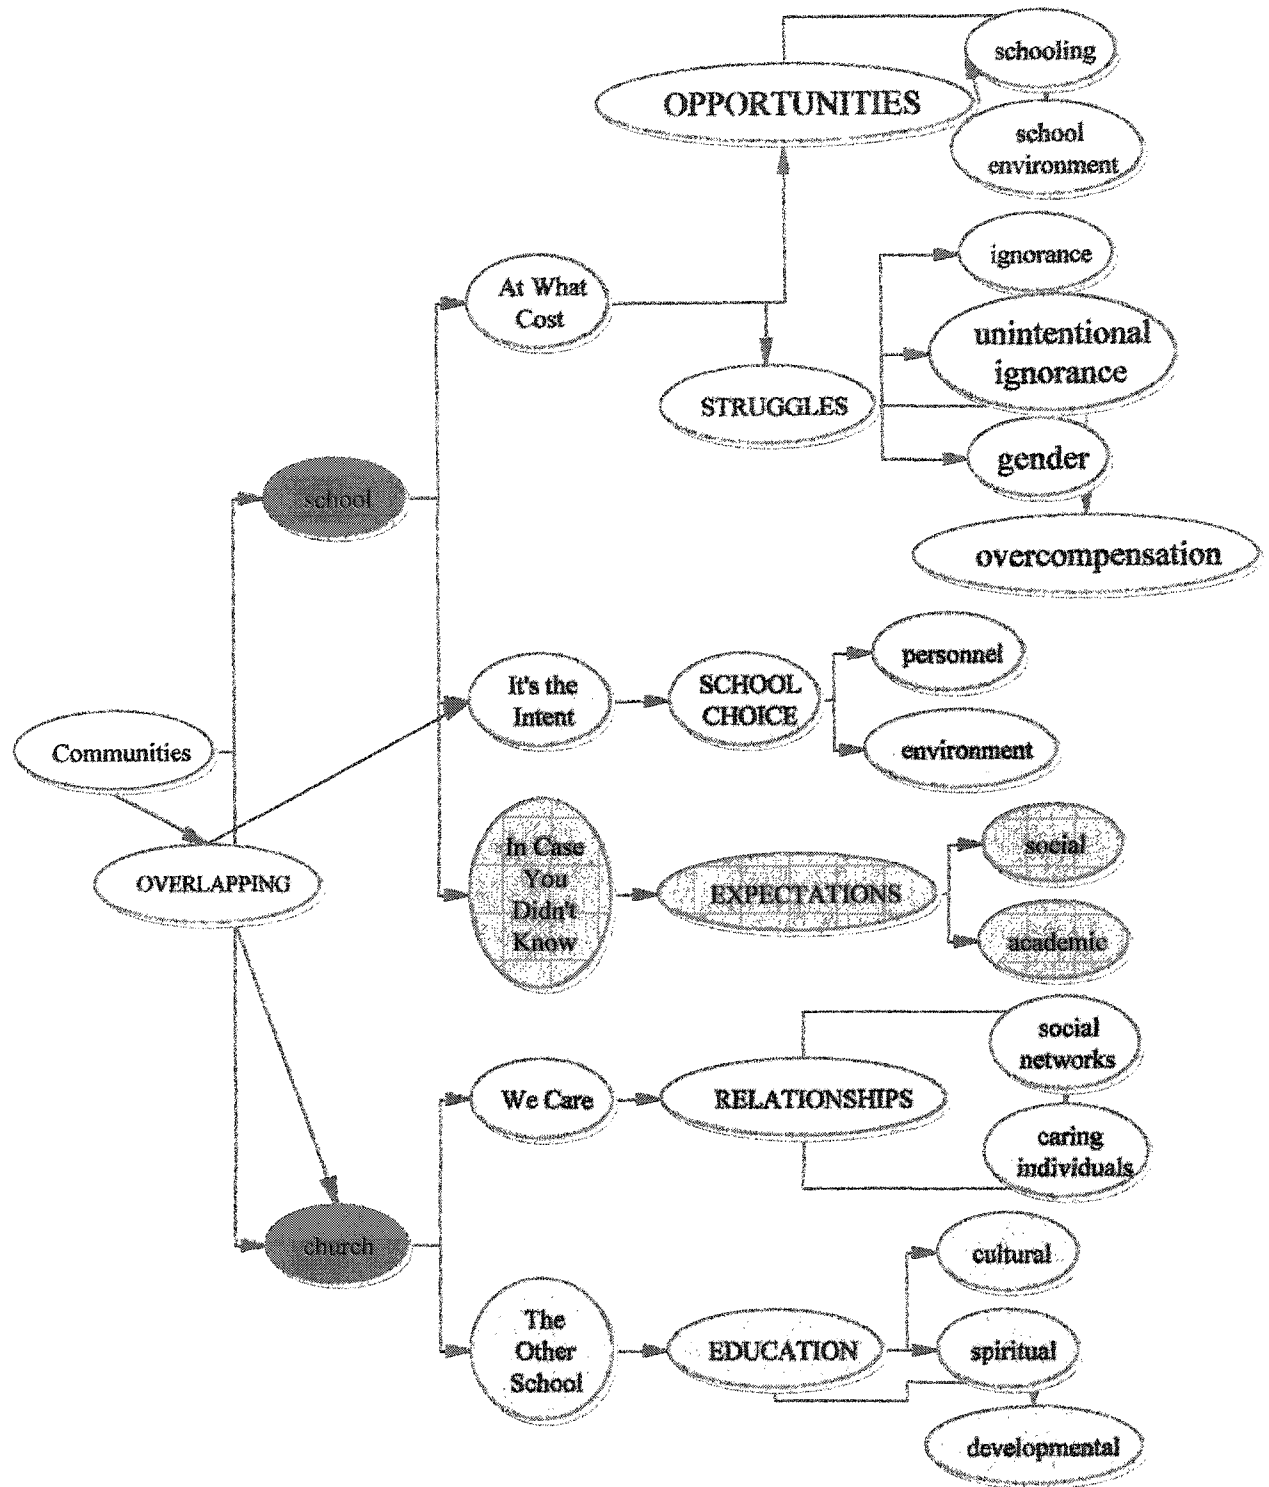 schooling
OPPORTUNITIES
school
environment
ignorance
At What
Cost
unintentional
ignorance
STRUGGLES
gender
school
overcompensation
personnel
It's the
Intent
SCHOOL
CHOICE
Communities
environment
In Case
You
Didn't
Know
social
OVERLAPPING
EXPECTATIONS
academic
social
networks
We Care
RELATIONSHIPS
caring
individuals
church
cultural
The
Other
School
EDUCATION
spiritual
developmental